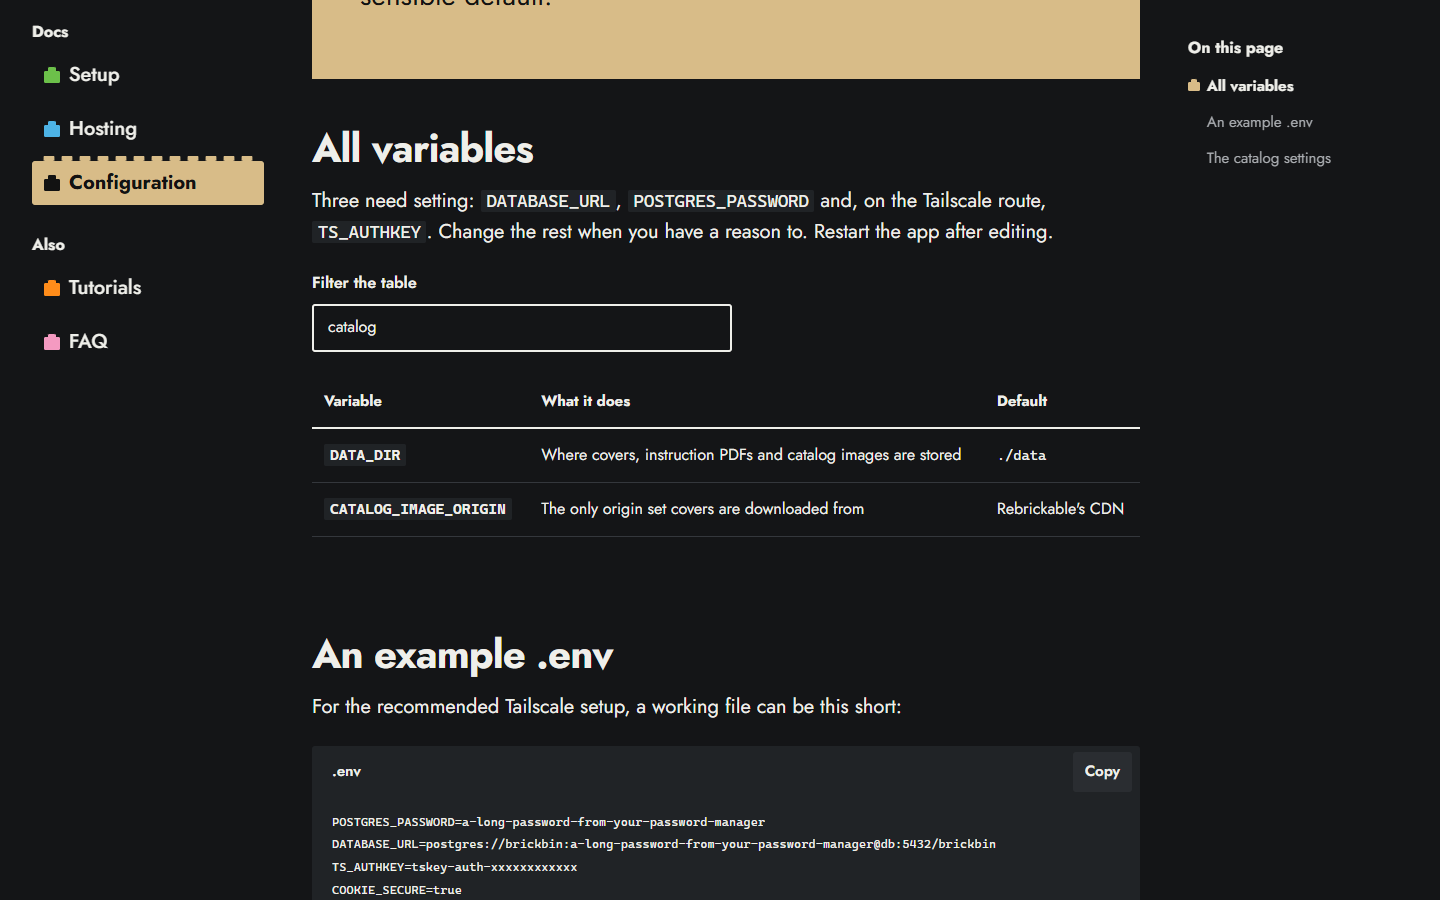 Docs
Setup
Hosting
Configuration
Also
Tutorials
FAQ
sensible default.
All variables
Three need setting: DATABASE_URL, POSTGRES_PASSWORD and, on the Tailscale route,
TS_AUTHKEY. Change the rest when you have a reason to. Restart the app after editing.
Filter the table
catalog
Variable What it does Default
DATA_DIR Where covers, instruction PDFs and catalog images are stored ./data
CATALOG_IMAGE_ORIGIN The only origin set covers are downloaded from Rebrickable's CDN
An example .env
For the recommended Tailscale setup, a working file can be this short:
.env Copy
POSTGRES_PASSWORD=a-long-password-from-your-password-manager
DATABASE_URL=postgres://brickbin:a-long-password-from-your-password-manager@db:5432/brickbin
TS_AUTHKEY=tskey-auth-xxxxxxxxxxxx
COOKIE_SECURE=true
On this page
All variables
An example .env
The catalog settings